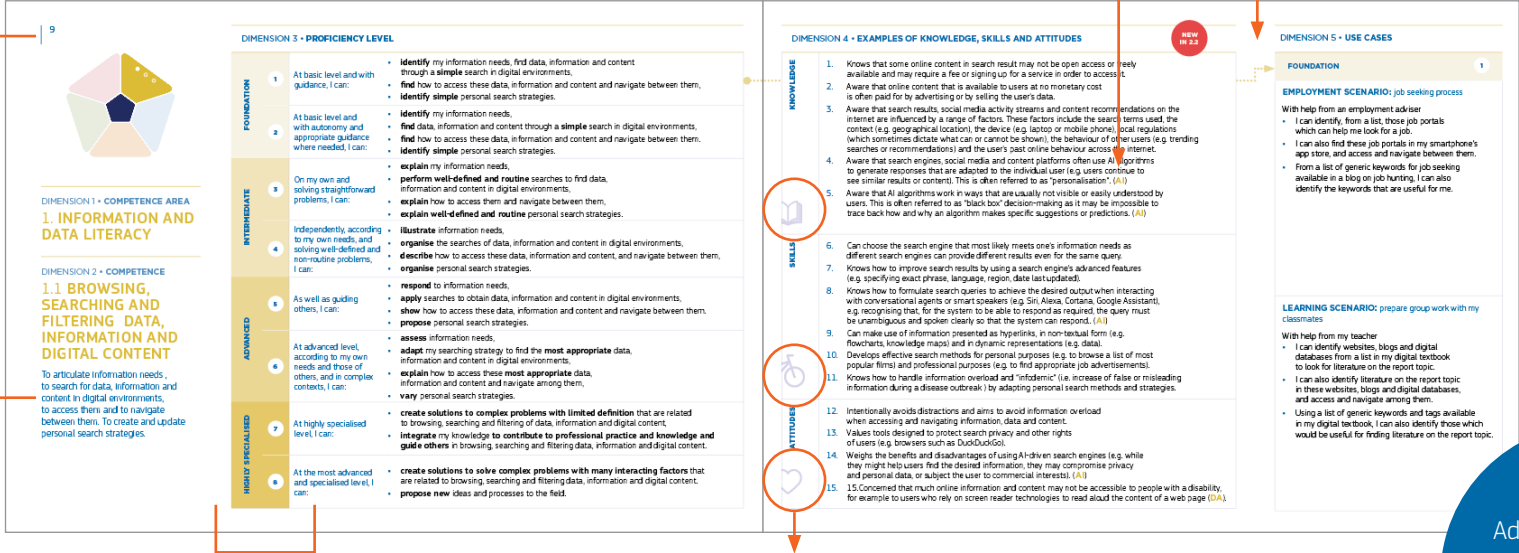 9
DIMENSION 1 • COMPETENCE AREA
1. INFORMATION AND
DATA LITERACY
DIMENSION 2 • COMPETENCE
1.1 BROWSING,
SEARCHING AND
FILTERING DATA,
INFORMATION AND
DIGITAL CONTENT
To articulate information needs ,
to search for data, information and
content in digital environments,
to access them and to navigate
between them. To create and update
personal search strategies.
DIMENSION 3 • PROFICIENCY LEVEL
FOUNDATION
1
At basic level and with
guidance, I can:
• identify my information needs, find data, information and content
through a simple search in digital environments,
• find how to access these data, information and content and navigate between them,
• identify simple personal search strategies.
2
At basic level and
with autonomy and
appropriate guidance
where needed, I can:
• identify my information needs,
• find data, information and content through a simple search in digital environments,
• find how to access these data, information and content and navigate between them,
• identify simple personal search strategies.
INTERMEDIATE
3
On my own and
solving straightforward
problems, I can:
• explain my information needs,
• perform well-defined and routine searches to find data,
information and content in digital environments,
• explain how to access them and navigate between them,
• explain well-defined and routine personal search strategies.
4
Independently, according
to my own needs, and
solving well-defined and
non-routine problems,
I can:
• illustrate information needs,
• organise the searches of data, information and content in digital environments,
• describe how to access these data, information and content, and navigate between them,
• organise personal search strategies.
ADVANCED
5
As well as guiding
others, I can:
• respond to information needs,
• apply searches to obtain data, information and content in digital environments,
• show how to access these data, information and content and navigate between them,
• propose personal search strategies.
6
At advanced level,
according to my own
needs and those of
others, and in complex
contexts, I can:
• assess information needs,
• adapt my searching strategy to find the most appropriate data,
information and content in digital environments,
• explain how to access these most appropriate data,
information and content and navigate among them,
• vary personal search strategies.
HIGHLY SPECIALISED
7
At highly specialised
level, I can:
• create solutions to complex problems with limited definition that are related
to browsing, searching and filtering of data, information and digital content,
• integrate my knowledge to contribute to professional practice and knowledge and
guide others in browsing, searching and filtering data, information and digital content.
8
At the most advanced
and specialised level, I
can:
• create solutions to solve complex problems with many interacting factors that
are related to browsing, searching and filtering data, information and digital content.
• propose new ideas and processes to the field.
DIMENSION 4 • EXAMPLES OF KNOWLEDGE, SKILLS AND ATTITUDES
NEW
IN 2.2
KNOWLEDGE
1. Knows that some online content in search result may not be open access or freely
available and may require a fee or signing up for a service in order to access it.
2. Aware that online content that is available to users at no monetary cost
is often paid for by advertising or by selling the user's data.
3. Aware that search results, social media activity streams and content recommendations on the
internet are influenced by a range of factors. These factors include the search terms used, the
context (e.g. geographical location), the device (e.g. laptop or mobile phone), local regulations
(which sometimes dictate what can or cannot be shown), the behaviour of other users (e.g. trending
searches or recommendations) and the user's past online behaviour across the internet.
4. Aware that search engines, social media and content platforms often use AI algorithms
to generate responses that are adapted to the individual user (e.g. users continue to
see similar results or content). This is often referred to as "personalisation". (AI)
5. Aware that AI algorithms work in ways that are usually not visible or easily understood by
users. This is often referred to as "black box" decision-making as it may be impossible to
trace back how and why an algorithm makes specific suggestions or predictions. (AI)
SKILLS
6. Can choose the search engine that most likely meets one's information needs as
different search engines can provide different results even for the same query.
7. Knows how to improve search results by using a search engine's advanced features
(e.g. specifying exact phrase, language, region, date last updated).
8. Knows how to formulate search queries to achieve the desired output when interacting
with conversational agents or smart speakers (e.g. Siri, Alexa, Cortana, Google Assistant),
e.g. recognising that, for the system to be able to respond as required, the query must
be unambiguous and spoken clearly so that the system can respond.. (AI)
9. Can make use of information presented as hyperlinks, in non-textual form (e.g.
flowcharts, knowledge maps) and in dynamic representations (e.g. data).
10. Develops effective search methods for personal purposes (e.g. to browse a list of most
popular films) and professional purposes (e.g. to find appropriate job advertisements).
11. Knows how to handle information overload and "infodemic" (i.e. increase of false or misleading
information during a disease outbreak ) by adapting personal search methods and strategies.
ATTITUDES
12. Intentionally avoids distractions and aims to avoid information overload
when accessing and navigating information, data and content.
13. Values tools designed to protect search privacy and other rights
of users (e.g. browsers such as DuckDuckGo).
14. Weighs the benefits and disadvantages of using AI-driven search engines (e.g. while
they might help users find the desired information, they may compromise privacy
and personal data, or subject the user to commercial interests). (AI)
15. 15.Concerned that much online information and content may not be accessible to people with a disability,
for example to users who rely on screen reader technologies to read aloud the content of a web page (DA).
DIMENSION 5 • USE CASES
FOUNDATION 1
EMPLOYMENT SCENARIO: job seeking process
With help from an employment adviser
• I can identify, from a list, those job portals
which can help me look for a job.
• I can also find these job portals in my smartphone's
app store, and access and navigate between them.
• From a list of generic keywords for job seeking
available in a blog on job hunting, I can also
identify the keywords that are useful for me.
LEARNING SCENARIO: prepare group work with my
classmates
With help from my teacher
• I can identify websites, blogs and digital
databases from a list in my digital textbook
to look for literature on the report topic.
• I can also identify literature on the report topic
in these websites, blogs and digital databases,
and access and navigate among them.
• Using a list of generic keywords and tags available
in my digital textbook, I can also identify those which
would be useful for finding literature on the report topic.
Ad